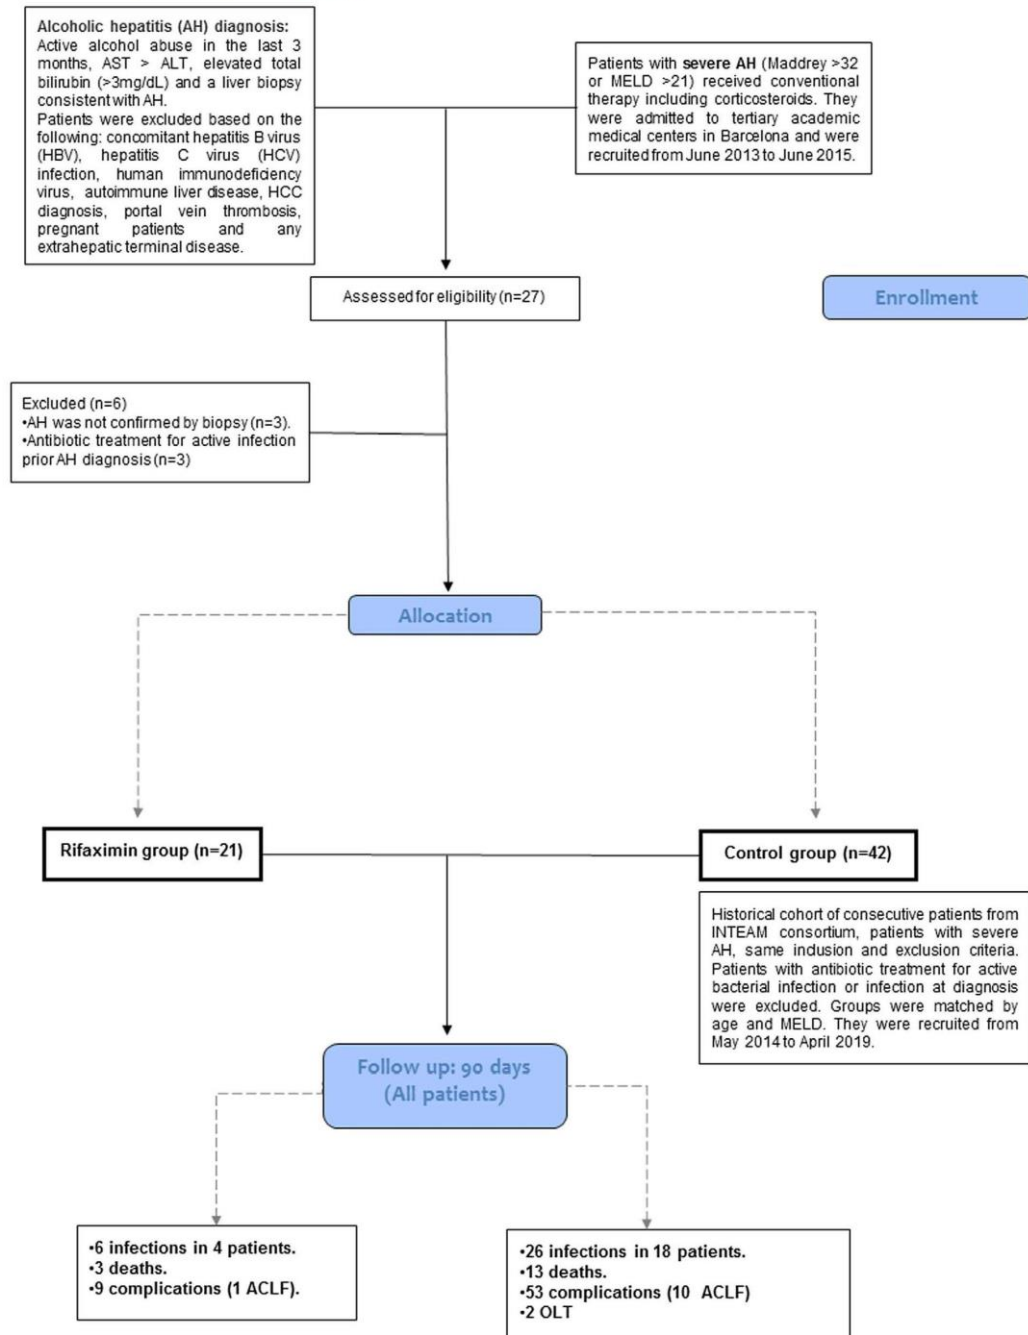 Alcoholic hepatitis (AH) diagnosis:
Active alcohol abuse in the last 3
months, AST > ALT, elevated total
bilirubin (>3mg/dL) and a liver biopsy
consistent with AH.
Patients were excluded based on the
following: concomitant hepatitis B virus
(HBV), hepatitis C virus (HCV)
infection, human immunodeficiency
virus, autoimmune liver disease, HCC
diagnosis, portal vein thrombosis,
pregnant patients and any
extrahepatic terminal disease.
Patients with severe AH (Maddrey >32
or MELD >21) received conventional
therapy including corticosteroids. They
were admitted to tertiary academic
medical centers in Barcelona and were
recruited from June 2013 to June 2015.
Assessed for eligibility (n=27)
Enrollment
Excluded (n=6)
•AH was not confirmed by biopsy (n=3).
•Antibiotic treatment for active infection
prior AH diagnosis (n=3)
Allocation
Rifaximin group (n=21)
Control group (n=42)
Historical cohort of consecutive patients from
INTEAM consortium, patients with severe
AH, same inclusion and exclusion criteria.
Patients with antibiotic treatment for active
bacterial infection or infection at diagnosis
were excluded. Groups were matched by
age and MELD. They were recruited from
May 2014 to April 2019.
Follow up: 90 days
(All patients)
•6 infections in 4 patients.
•3 deaths.
•9 complications (1 ACLF).
•26 infections in 18 patients.
•13 deaths.
•53 complications (10 ACLF)
•2 OLT